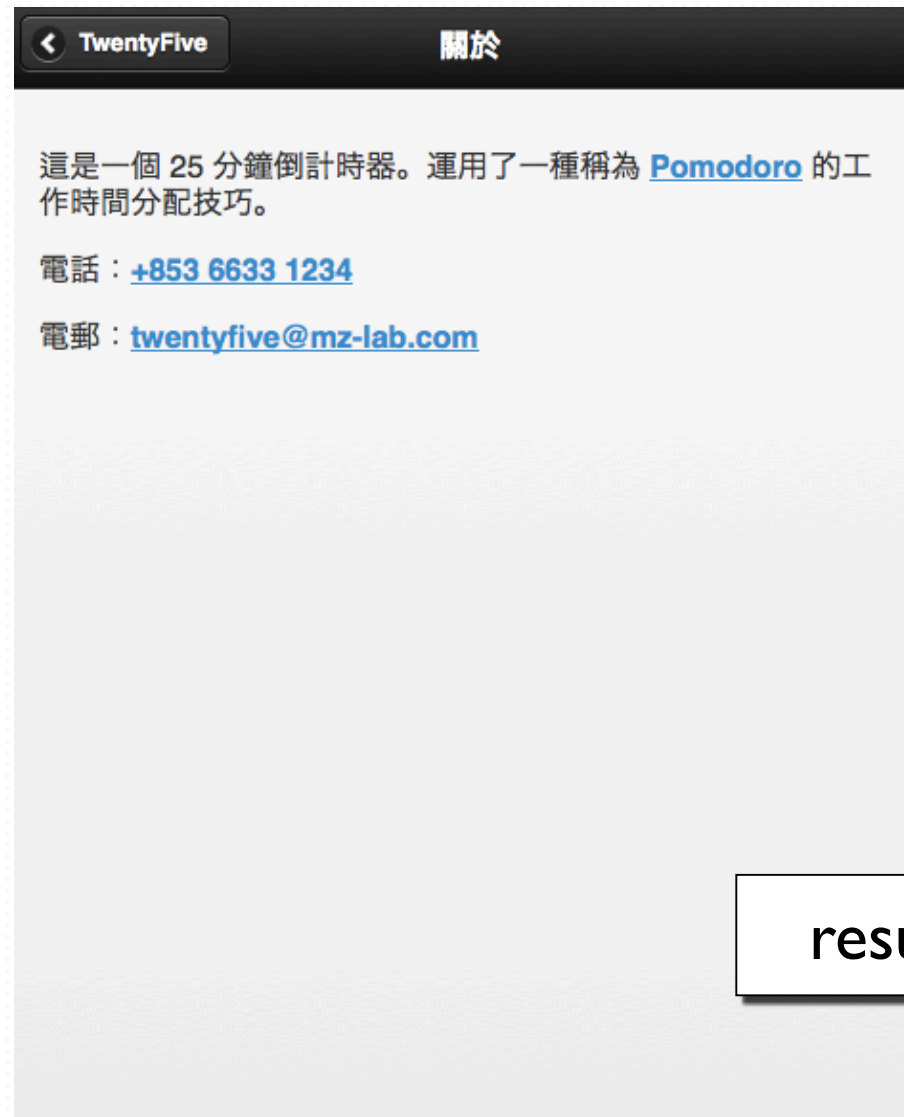 TwentyFive
關於
這是一個 25 分鐘倒計時器。運用了一種稱為 Pomodoro 的工
作時間分配技巧。
電話：+853 6633 1234
電郵：twentyfive@mz-lab.com